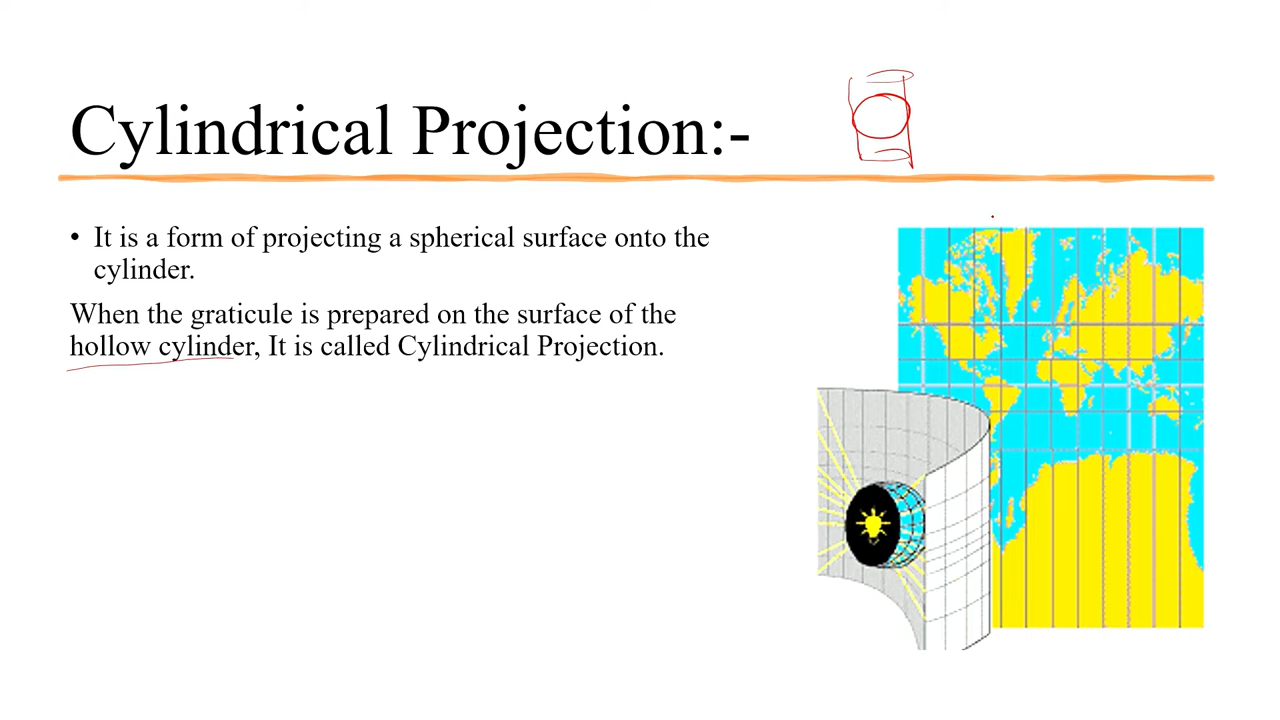 Cylindrical Projection:-
• It is a form of projecting a spherical surface onto the
cylinder.
When the graticule is prepared on the surface of the
hollow cylinder, It is called Cylindrical Projection.